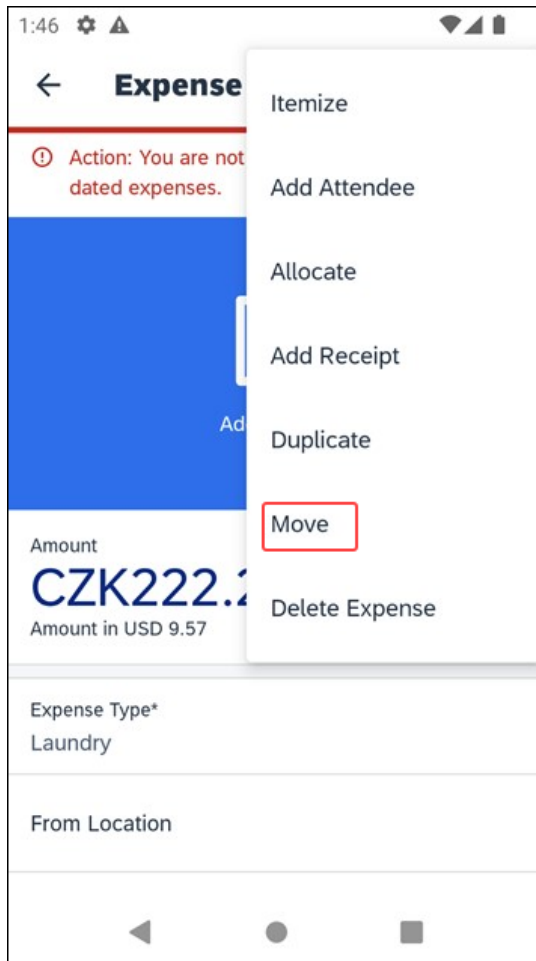 1:46
Expense
Action: You are not
dated expenses.
Itemize
Add Attendee
Allocate
Add Receipt
Duplicate
Move
Delete Expense
Amount
CZK222.
Amount in USD 9.57
Expense Type*
Laundry
From Location